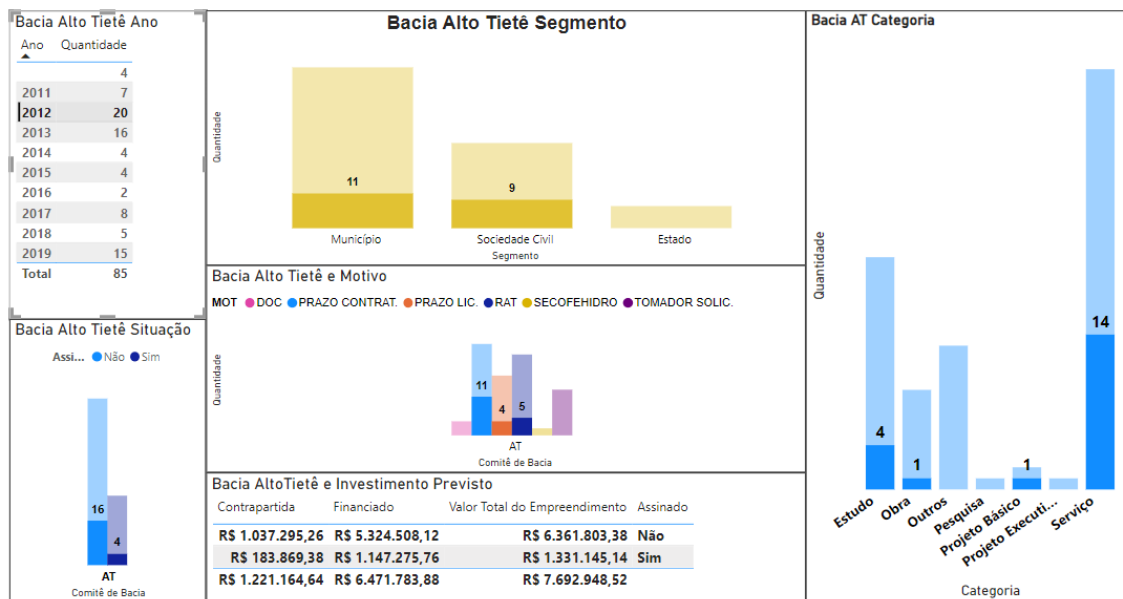 Bacia Alto Tietê Ano
Ano Quantidade
4
2011 7
2012 20
2013 16
2014 4
2015 4
2016 2
2017 8
2018 5
2019 15
Total 85
Bacia Alto Tietê Situação
Assi... Não Sim
16
4
AT
Comitê de Bacia
Bacia Alto Tietê Segmento
Quantidade
11
9
Município Sociedade Civil Estado
Segmento
Bacia Alto Tietê e Motivo
MOT DOC PRAZO CONTRAT. PRAZO LIC. RAT SECOFEHIDRO TOMADOR SOLIC.
Quantidade
11
4
5
AT
Comitê de Bacia
Bacia AltoTietê e Investimento Previsto
Contrapartida Financiado Valor Total do Empreendimento Assinado
R$ 1.037.295,26 R$ 5.324.508,12 R$ 6.361.803,38 Não
R$ 183.869,38 R$ 1.147.275,76 R$ 1.331.145,14 Sim
R$ 1.221.164,64 R$ 6.471.783,88 R$ 7.692.948,52
Bacia AT Categoria
Quantidade
4
1
1
14
Estudo
Obra
Outros
Pesquisa
Projeto Básico
Projeto Executi...
Serviço
Categoria